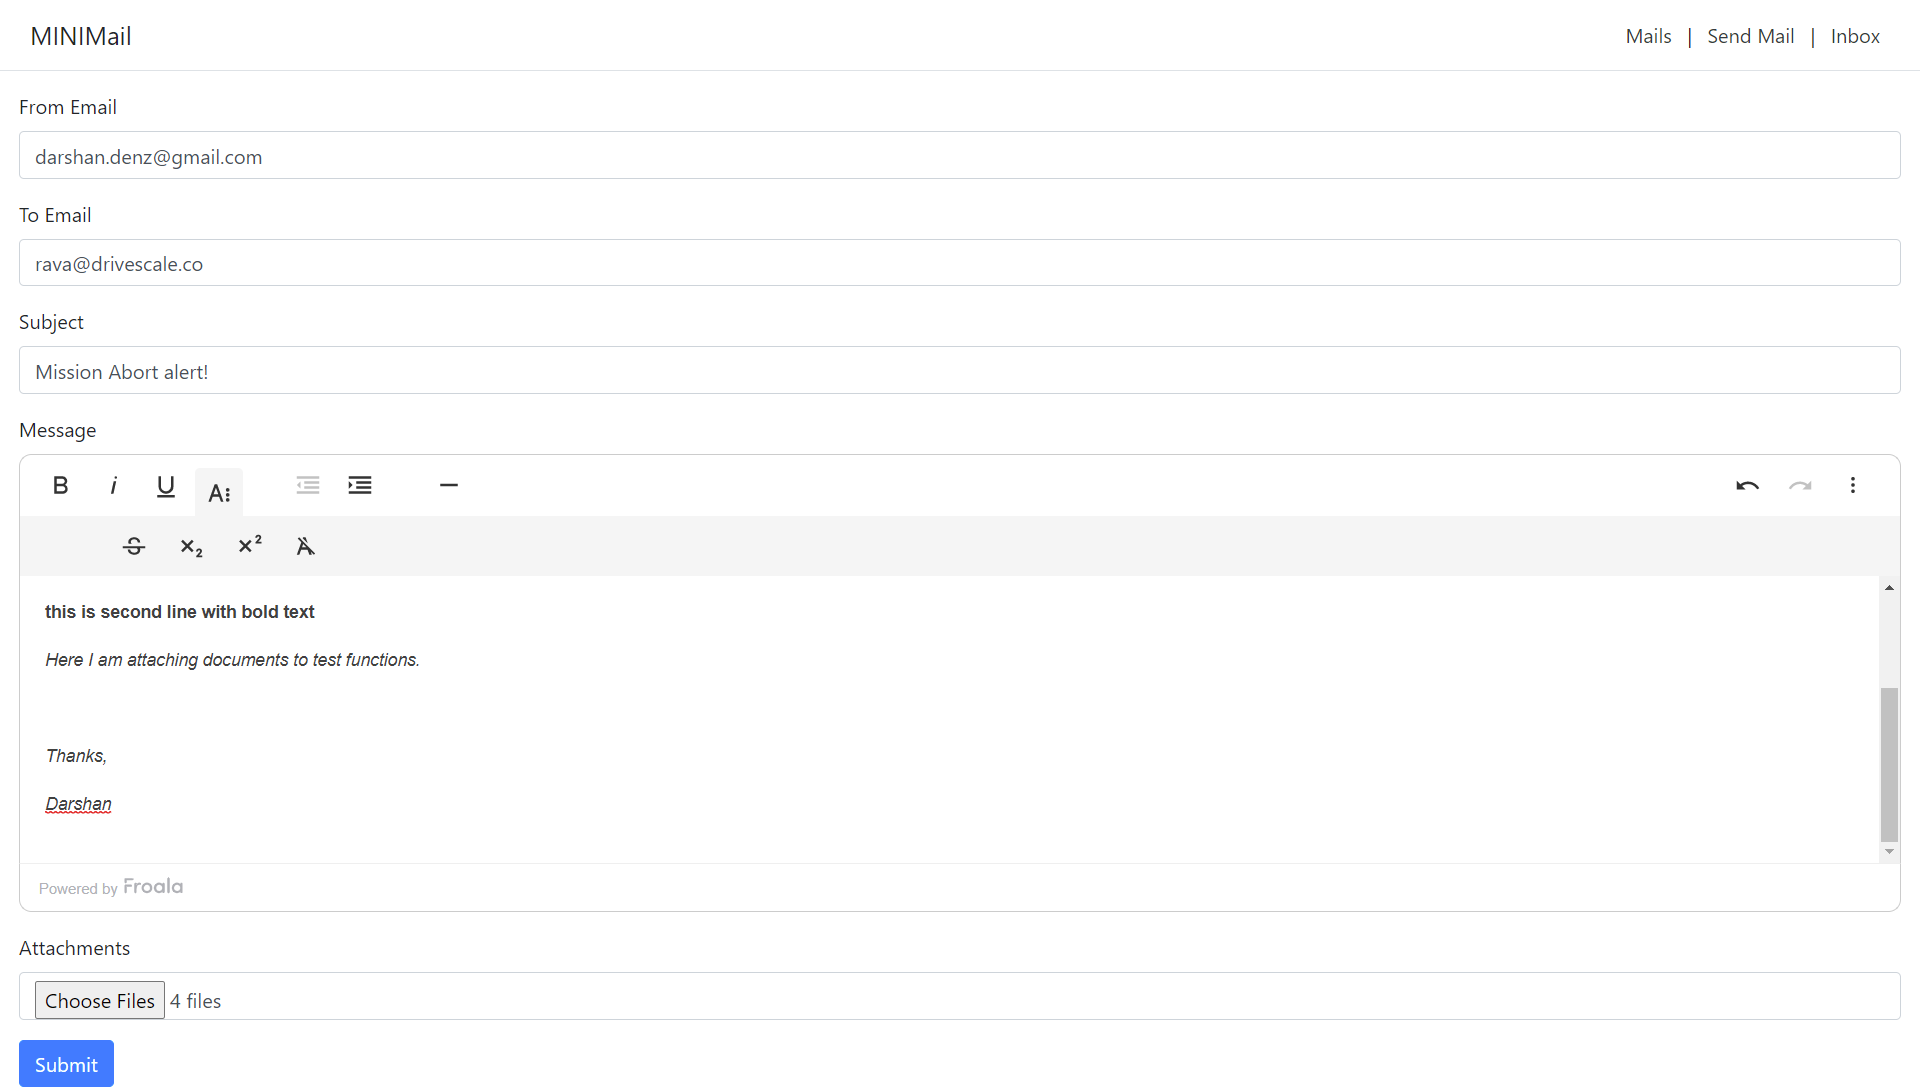 MINIMail
Mails | Send Mail | Inbox
From Email
darshan.denz@gmail.com
To Email
rava@drivescale.co
Subject
Mission Abort alert!
Message
this is second line with bold text
Here I am attaching documents to test functions.
Thanks,
Darshan
Powered by Froala
Attachments
Choose Files 4 files
Submit